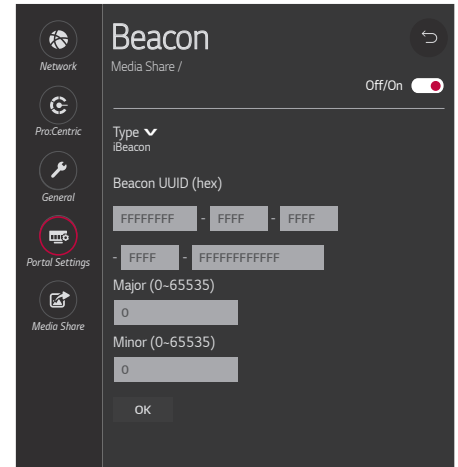 Network
Pro:Centric
General
Portal Settings
Media Share
Beacon
Media Share /
Off/On
Type
iBeacon
Beacon UUID (hex)
FFFFFFFF - FFFF - FFFF
- FFFF - FFFFFFFFFFFF
Major (0~65535)
0
Minor (0~65535)
0
OK